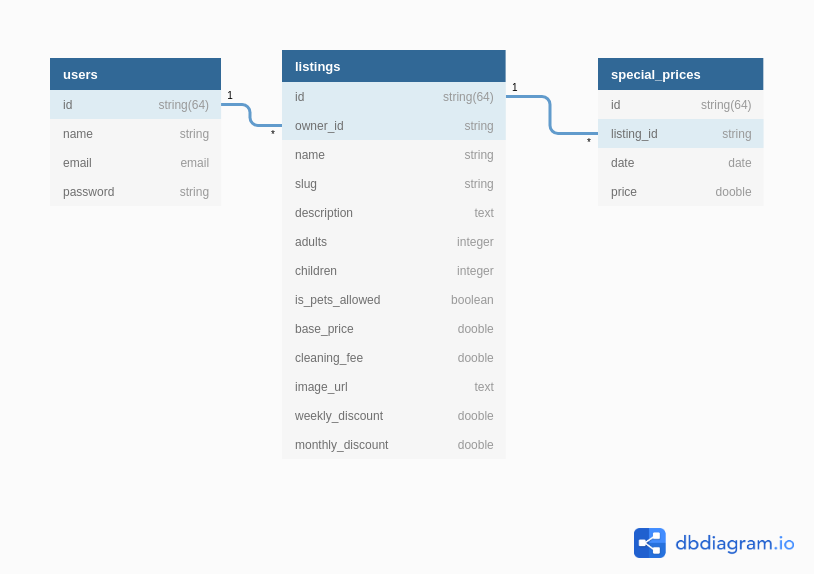 users
id string(64)
name string
email email
password string
1
*
listings
id string(64)
owner_id string
name string
slug string
description text
adults integer
children integer
is_pets_allowed boolean
base_price dooble
cleaning_fee dooble
image_url text
weekly_discount dooble
monthly_discount dooble
1
*
special_prices
id string(64)
listing_id string
date date
price dooble
dbdiagram.io